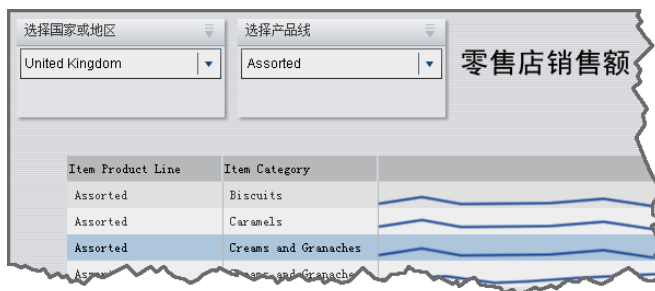 选择国家或地区
选择产品线
United Kingdom
Assorted
零售店销售额
Item Product Line Item Category
Assorted Biscuits
Assorted Caramels
Assorted Creams and Granaches